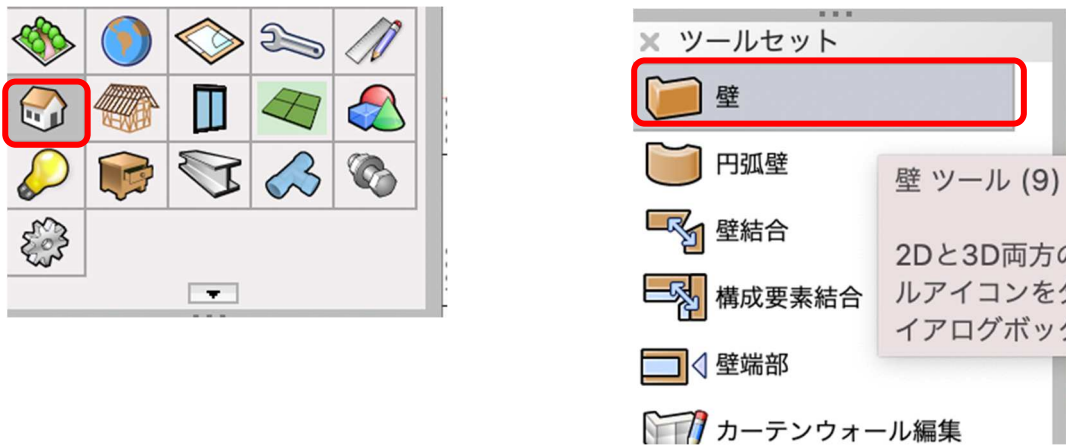 ツールセット
壁
円弧壁
壁 ツール (9)
壁結合
2Dと3D両方の
構成要素結合
ルアイコンを
イアログボッ
壁端部
カーテンウォール編集